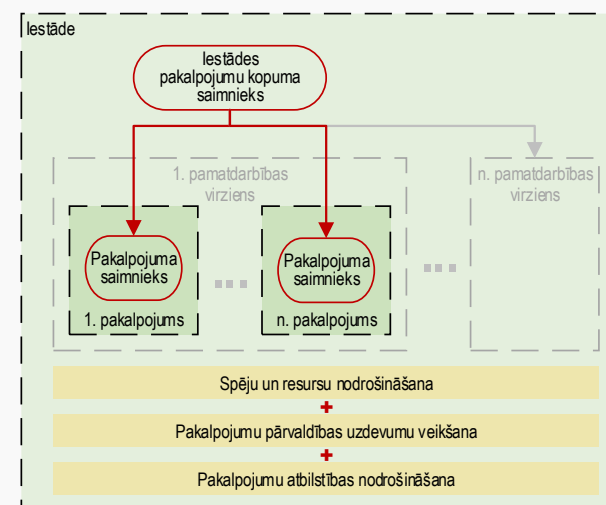 Iestāde
Iestādes
pakalpojumu kopuma
saimnieks
1. pamatdarbības
virziens
n. pamatdarbības
virziens
Pakalpojuma
saimnieks
1. pakalpojums
Pakalpojuma
saimnieks
n. pakalpojums
Spēju un resursu nodrošināšana
+
Pakalpojumu pārvaldības uzdevumu veikšana
+
Pakalpojumu atbilstības nodrošināšana